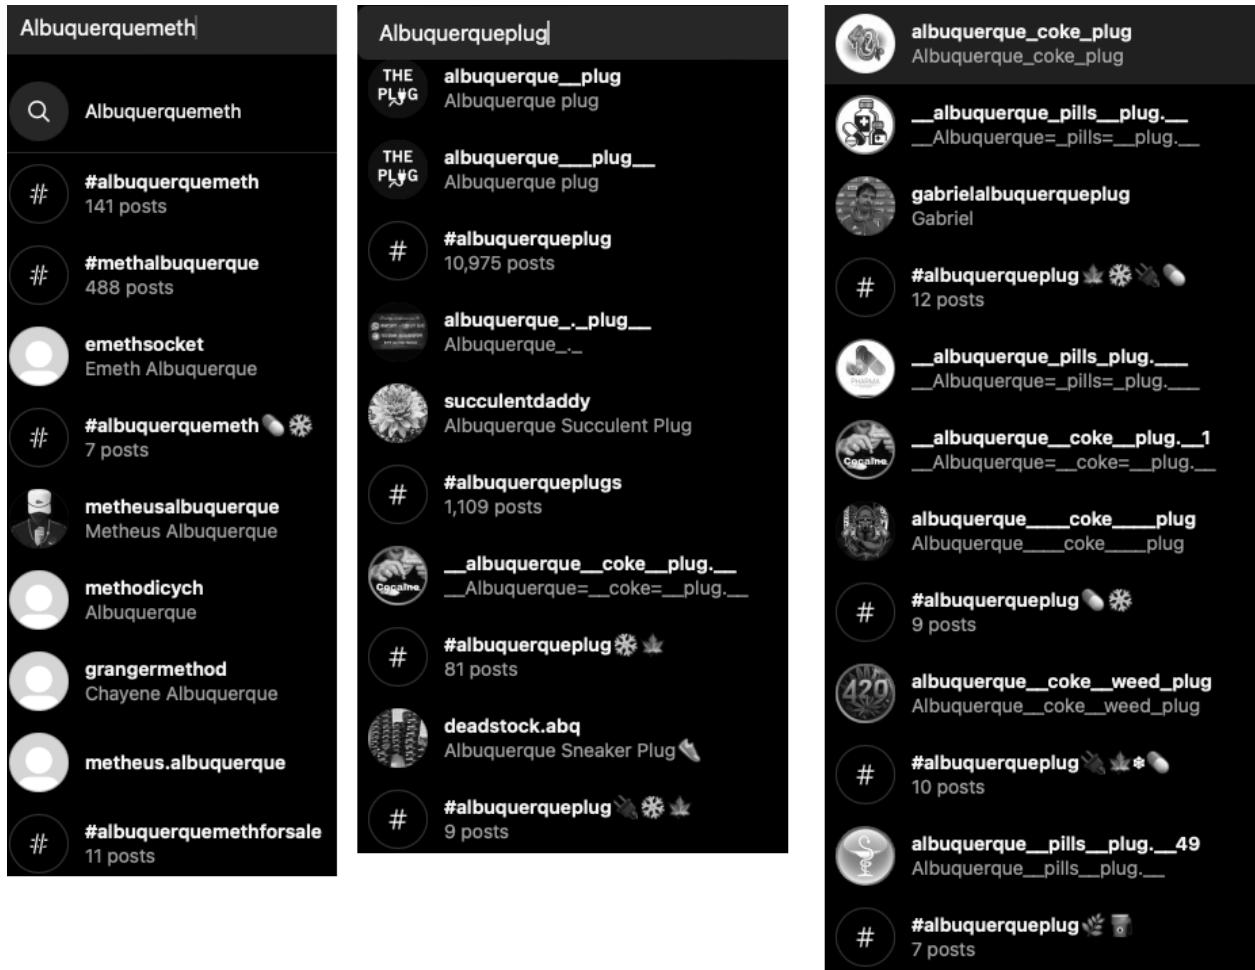 Albuquerquemeth
Albuquerquemeth
#albuquerquemeth
141 posts
#methalbuquerque
488 posts
emethsocket
Emeth Albuquerque
#albuquerquemeth💊❄️
7 posts
metheusalbuquerque
Metheus Albuquerque
methodicych
Albuquerque
grangermethod
Chayene Albuquerque
metheus.albuquerque
#albuquerquemethforsale
11 posts
Albuquerqueplug
THE
PLUG
albuquerque__plug
Albuquerque plug
THE
PLUG
albuquerque___plug__
Albuquerque plug
#albuquerqueplug
10,975 posts
albuquerque_._plug__
Albuquerque_._
succulentdaddy
Albuquerque Succulent Plug
#albuquerqueplugs
1,109 posts
Cocaine
__albuquerque__coke__plug.__
__Albuquerque=__coke=__plug.__
#albuquerqueplug❄️🍁
81 posts
deadstock.abq
Albuquerque Sneaker Plug👟
#albuquerqueplug🔌❄️🍁
9 posts
albuquerque_coke_plug
Albuquerque_coke_plug
__albuquerque_pills__plug.__
__Albuquerque=_pills=__plug.__
gabrielalbuquerqueplug
Gabriel
#albuquerqueplug🍁❄️🔌💊
12 posts
PHARMA
__albuquerque_pills_plug.___
__Albuquerque=_pills=_plug.___
Cocaine
__albuquerque__coke__plug.__1
__Albuquerque=__coke=__plug.__
albuquerque____coke____plug
Albuquerque____coke____plug
#albuquerqueplug💊❄️
9 posts
420
albuquerque__coke__weed_plug
Albuquerque__coke__weed_plug
#albuquerqueplug🔌🍁❄💊
10 posts
albuquerque__pills__plug.__49
Albuquerque__pills__plug.__
#albuquerqueplug🌿🔋
7 posts